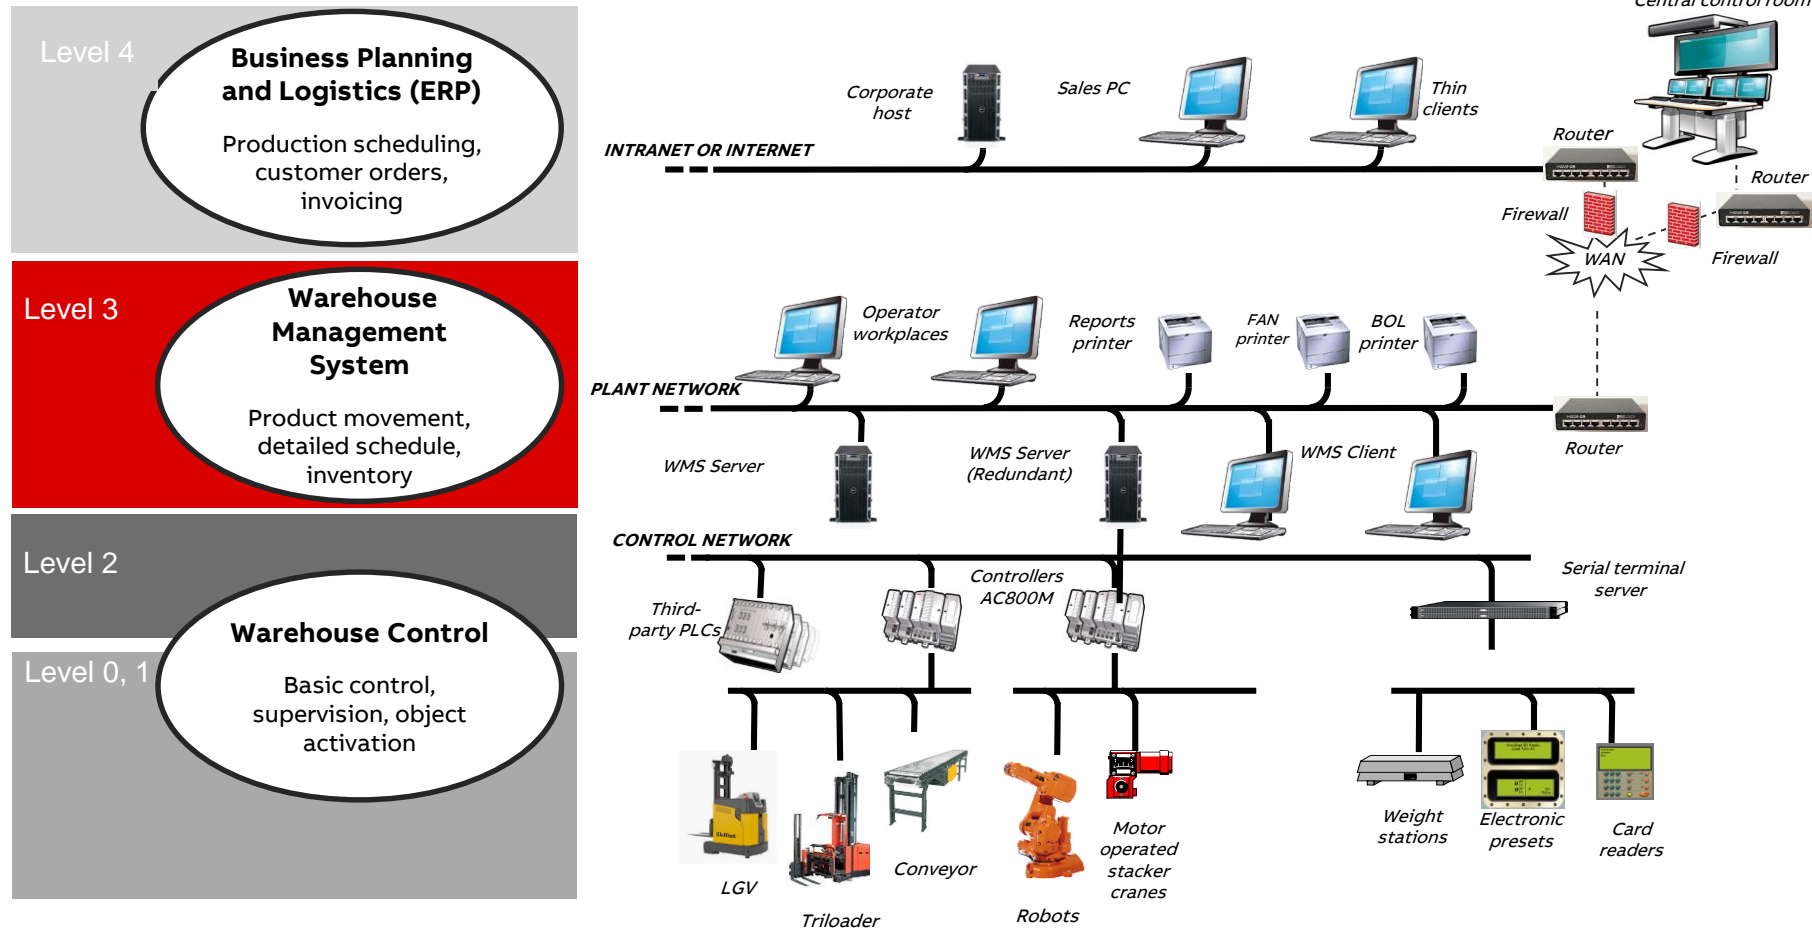 Level 4
Business Planning
and Logistics (ERP)
Production scheduling,
customer orders,
invoicing
Level 3
Warehouse
Management
System
Product movement,
detailed schedule,
inventory
Level 2
Warehouse Control
Level 0, 1
Basic control,
supervision, object
activation
Central control room
Corporate
host
Sales PC
Thin
clients
INTRANET OR INTERNET
Router
Router
Firewall
WAN
Firewall
Operator
workplaces
Reports
printer
FAN
printer
BOL
printer
PLANT NETWORK
WMS Server
WMS Server
(Redundant)
WMS Client
Router
CONTROL NETWORK
Controllers
AC800M
Serial terminal
server
Third-
party PLCs
LGV
Triloader
Conveyor
Robots
Motor
operated
stacker
cranes
Weight
stations
Electronic
presets
Card
readers